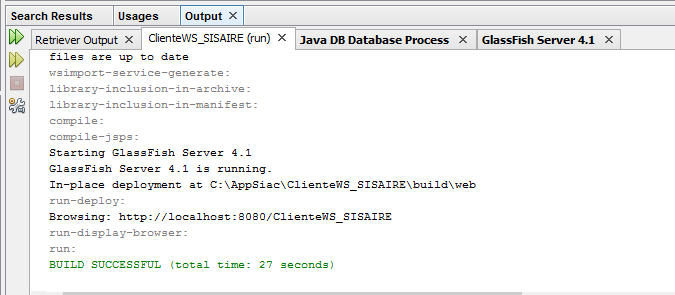 Search Results Usages Output
Retriever Output ClienteWS_SISAIRE (run) Java DB Database Process GlassFish Server 4.1
files are up to date
wsimport-service-generate:
library-inclusion-in-archive:
library-inclusion-in-manifest:
compile:
compile-jsps:
Starting GlassFish Server 4.1
GlassFish Server 4.1 is running.
In-place deployment at C:\AppSiac\ClienteWS_SISAIRE\build\web
run-deploy:
Browsing: http://localhost:8080/ClienteWS_SISAIRE
run-display-browser:
run:
BUILD SUCCESSFUL (total time: 27 seconds)